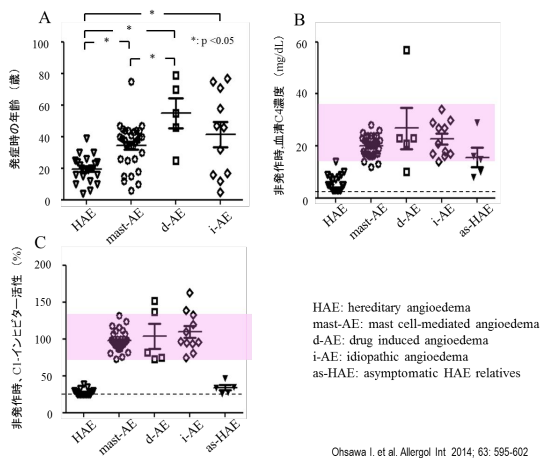 A
*
*
*
*
*: p <0.05
発症時の年齢（歳）
100
80
60
40
20
0
HAE
mast-AE
d-AE
i-AE
B
非発作時,血清C4濃度 (mg/dL)
60
40
20
0
HAE
mast-AE
d-AE
i-AE
as-HAE
C
非発作時、C1-インヒビター活性 (%)
200
150
100
50
0
HAE
mast-AE
d-AE
i-AE
as-HAE
HAE: hereditary angioedema
mast-AE: mast cell-mediated angioedema
d-AE: drug induced angioedema
i-AE: idiopathic angioedema
as-HAE: asymptomatic HAE relatives
Ohsawa I. et al. Allergol Int 2014; 63: 595-602